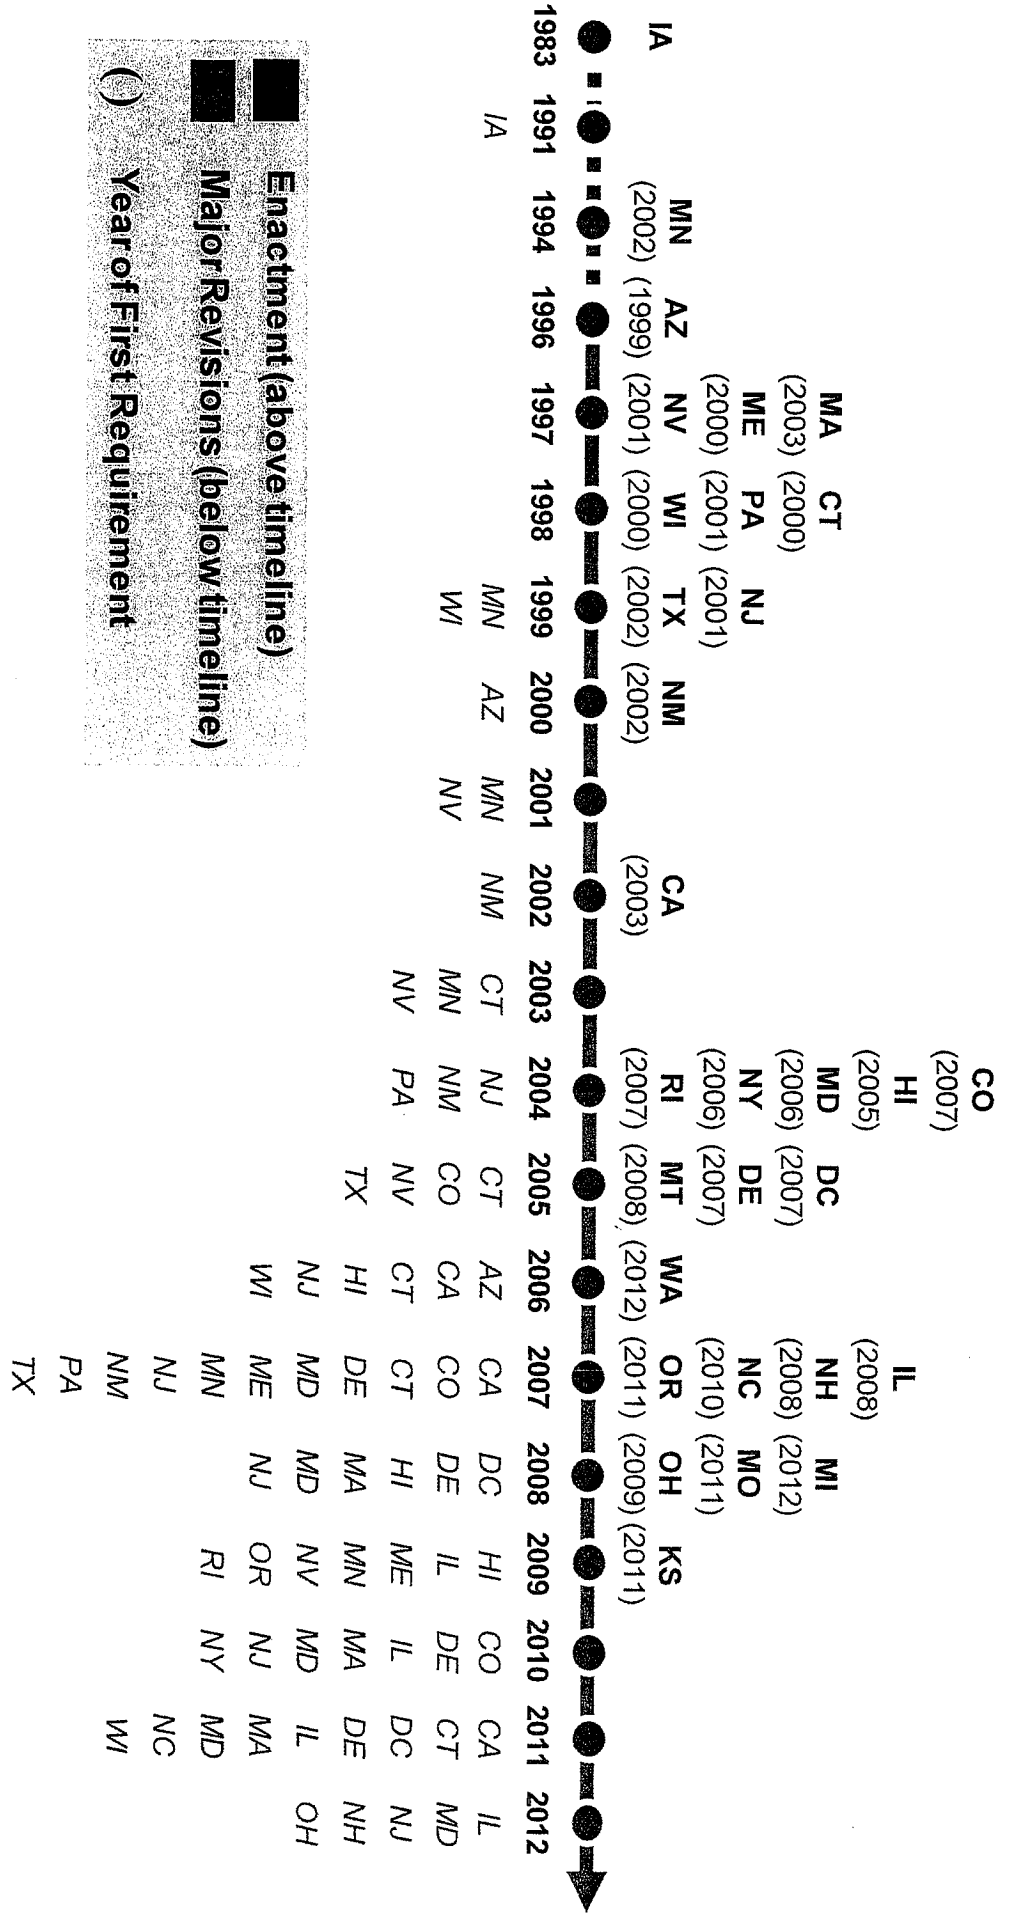 CO
(2007)
HI IL
(2005) (2008)
MA CT MD DC NH MI
(2003) (2000) (2006) (2007) (2008) (2012)
ME PA NJ NY DE NC MO
(2000) (2001) (2001) (2006) (2007) (2010) (2011)
IA MN AZ NV WI TX NM CA RI MT WA OR OH KS
(2002) (1999) (2001) (2000) (2002) (2002) (2003) (2007) (2008) (2012) (2011) (2009) (2011)
1983 1991 1994 1996 1997 1998 1999 2000 2001 2002 2003 2004 2005 2006 2007 2008 2009 2010 2011 2012
IA MN AZ MN NM CT NJ CT AZ CA DC HI CO CA IL
WI NV MN NM CO CA CO DE IL DE CT MD
NV PA NV CT CT HI ME IL DC NJ
TX HI DE MA MN MA DE NH
NJ MD MD NV MD IL OH
WI ME NJ OR NJ MA
MN RI NY MD
NJ NC
NM WI
PA
TX
Enactment (above timeline)
Major Revisions (below timeline)
( ) Year of First Requirement